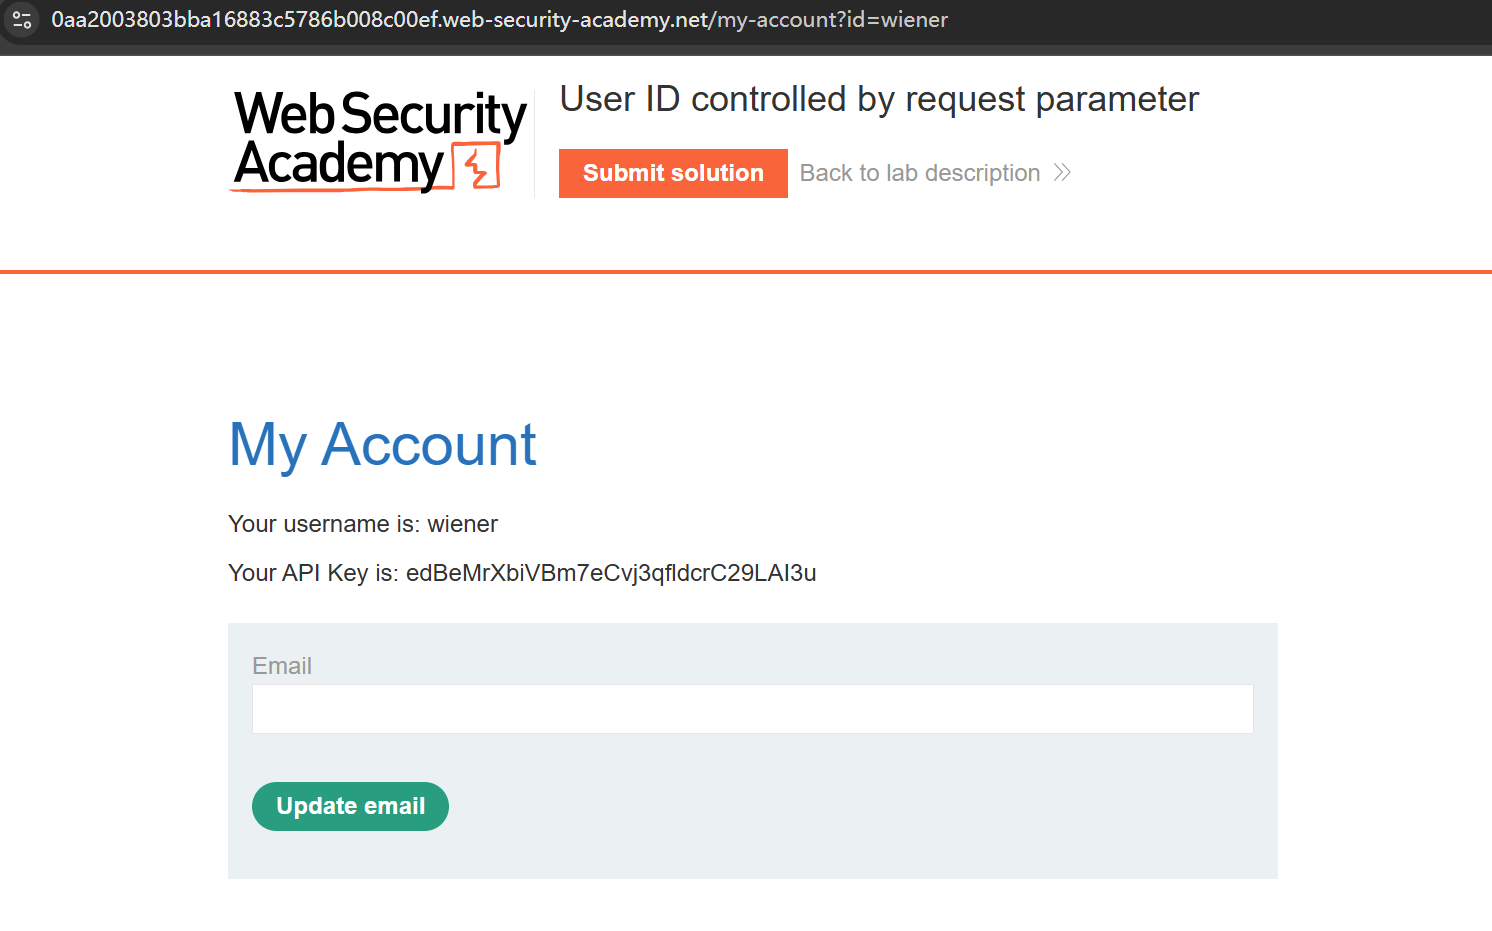 0aa2003803bba16883c5786b008c00ef.web-security-academy.net/my-account?id=wiener
Web Security
Academy
User ID controlled by request parameter
Submit solution
Back to lab description
My Account
Your username is: wiener
Your API Key is: edBeMrXbiVBm7eCvj3qfldcrC29LAI3u
Email
Update email